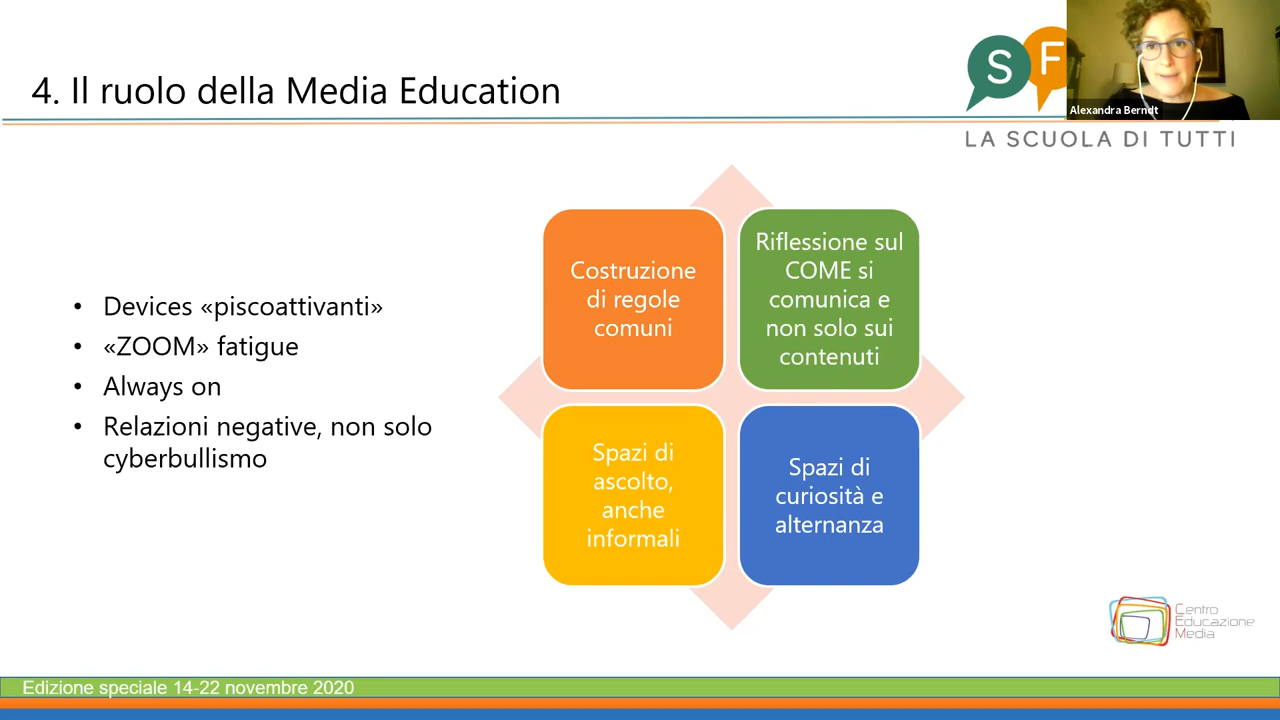 4. Il ruolo della Media Education
S F
Alexandra Berndt
LA SCUOLA DI TUTTI
• Devices «piscoattivanti»
• «ZOOM» fatigue
• Always on
• Relazioni negative, non solo
cyberbullismo
Costruzione
di regole
comuni
Riflessione sul
COME si
comunica e
non solo sui
contenuti
Spazi di
ascolto,
anche
informali
Spazi di
curiosità e
alternanza
Centro
Educazione
Media
Edizione speciale 14-22 novembre 2020